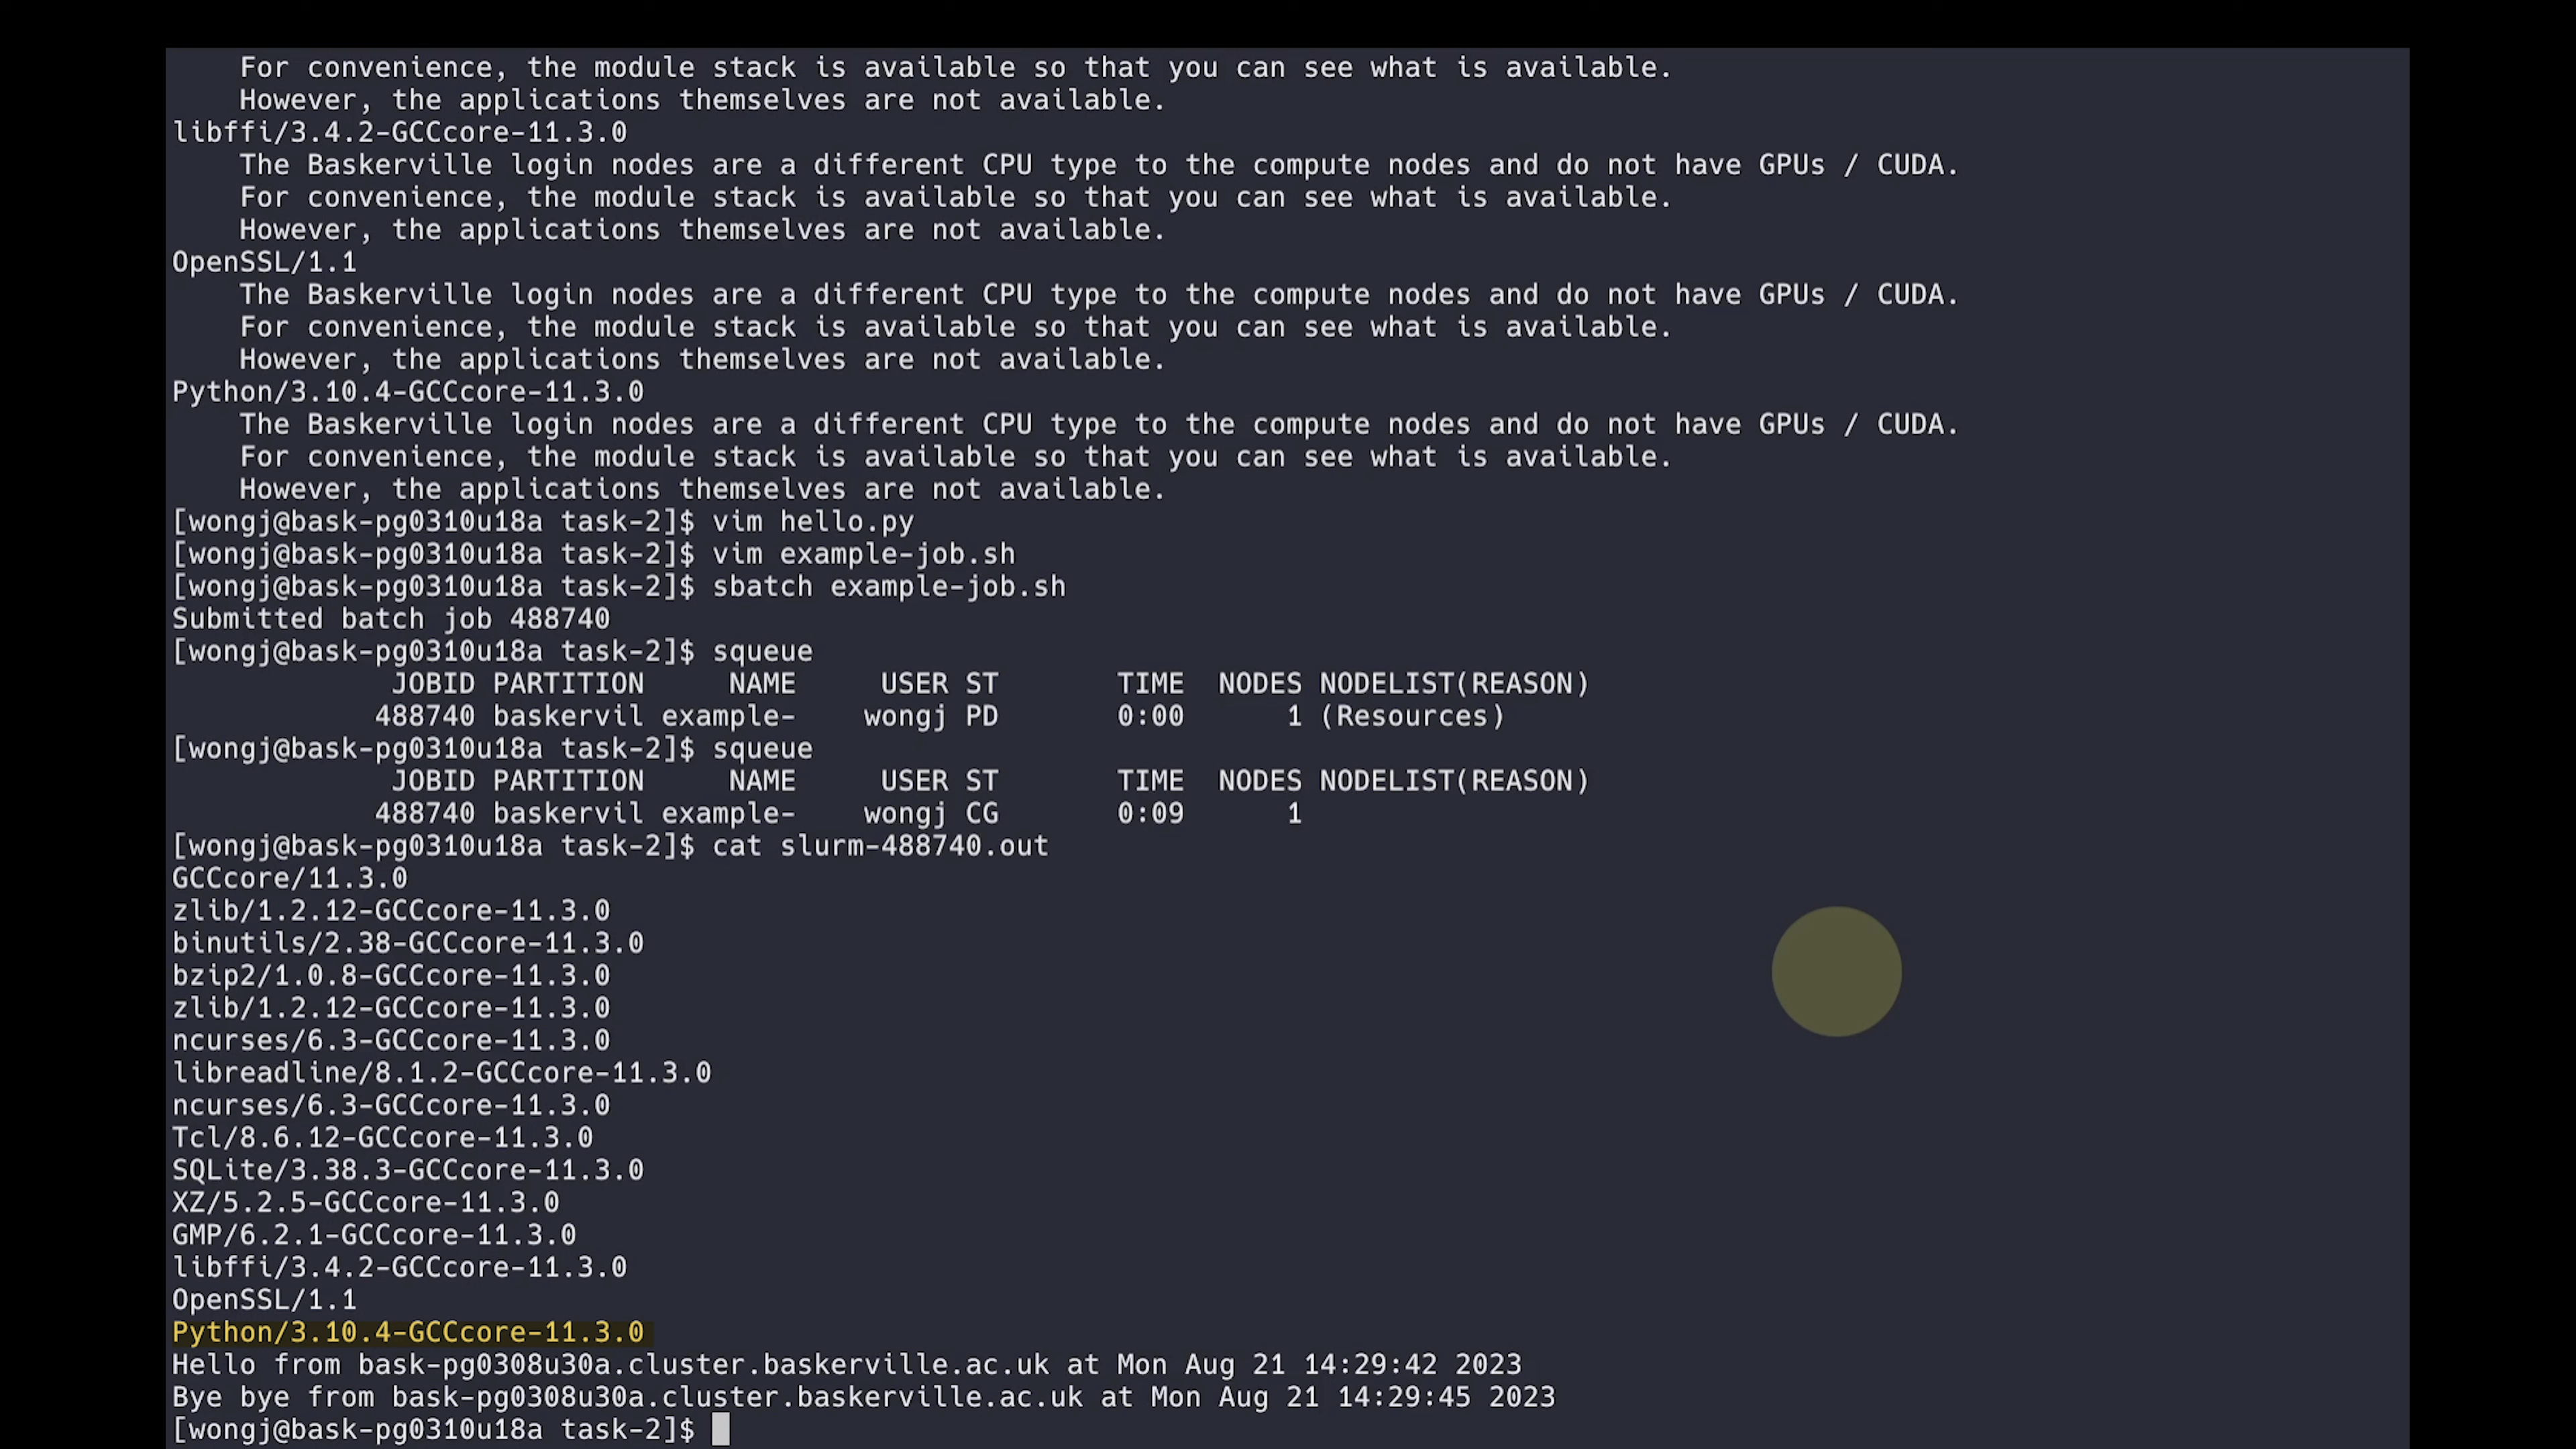 For convenience, the module stack is available so that you can see what is available.
However, the applications themselves are not available.
libffi/3.4.2-GCCcore-11.3.0
The Baskerville login nodes are a different CPU type to the compute nodes and do not have GPUs / CUDA.
For convenience, the module stack is available so that you can see what is available.
However, the applications themselves are not available.
OpenSSL/1.1
The Baskerville login nodes are a different CPU type to the compute nodes and do not have GPUs / CUDA.
For convenience, the module stack is available so that you can see what is available.
However, the applications themselves are not available.
Python/3.10.4-GCCcore-11.3.0
The Baskerville login nodes are a different CPU type to the compute nodes and do not have GPUs / CUDA.
For convenience, the module stack is available so that you can see what is available.
However, the applications themselves are not available.
[wongj@bask-pg0310u18a task-2]$ vim hello.py
[wongj@bask-pg0310u18a task-2]$ vim example-job.sh
[wongj@bask-pg0310u18a task-2]$ sbatch example-job.sh
Submitted batch job 488740
[wongj@bask-pg0310u18a task-2]$ squeue
JOBID PARTITION NAME USER ST TIME NODES NODELIST(REASON)
488740 baskervil example- wongj PD 0:00 1 (Resources)
[wongj@bask-pg0310u18a task-2]$ squeue
JOBID PARTITION NAME USER ST TIME NODES NODELIST(REASON)
488740 baskervil example- wongj CG 0:09 1
[wongj@bask-pg0310u18a task-2]$ cat slurm-488740.out
GCCcore/11.3.0
zlib/1.2.12-GCCcore-11.3.0
binutils/2.38-GCCcore-11.3.0
bzip2/1.0.8-GCCcore-11.3.0
zlib/1.2.12-GCCcore-11.3.0
ncurses/6.3-GCCcore-11.3.0
libreadline/8.1.2-GCCcore-11.3.0
ncurses/6.3-GCCcore-11.3.0
Tcl/8.6.12-GCCcore-11.3.0
SQLite/3.38.3-GCCcore-11.3.0
XZ/5.2.5-GCCcore-11.3.0
GMP/6.2.1-GCCcore-11.3.0
libffi/3.4.2-GCCcore-11.3.0
OpenSSL/1.1
Python/3.10.4-GCCcore-11.3.0
Hello from bask-pg0308u30a.cluster.baskerville.ac.uk at Mon Aug 21 14:29:42 2023
Bye bye from bask-pg0308u30a.cluster.baskerville.ac.uk at Mon Aug 21 14:29:45 2023
[wongj@bask-pg0310u18a task-2]$